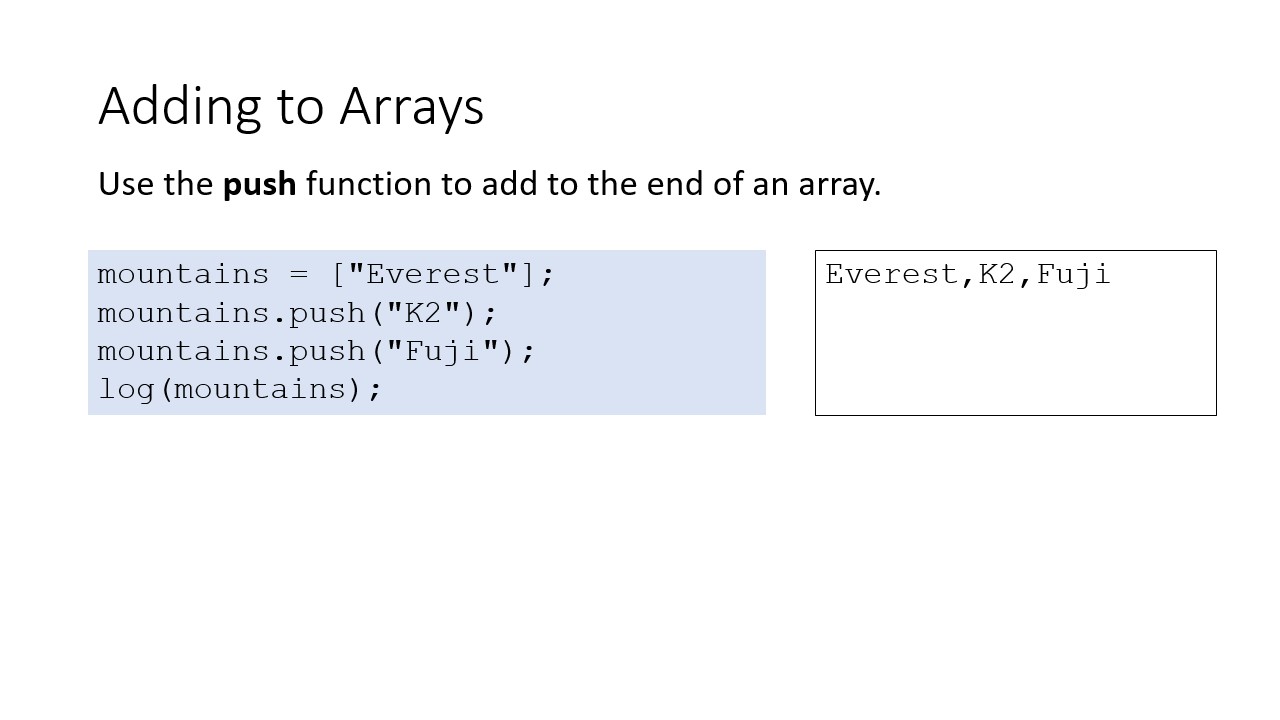 Adding to Arrays
Use the push function to add to the end of an array.
mountains = ["Everest"];
mountains.push("K2");
mountains.push("Fuji");
log(mountains);
Everest,K2,Fuji